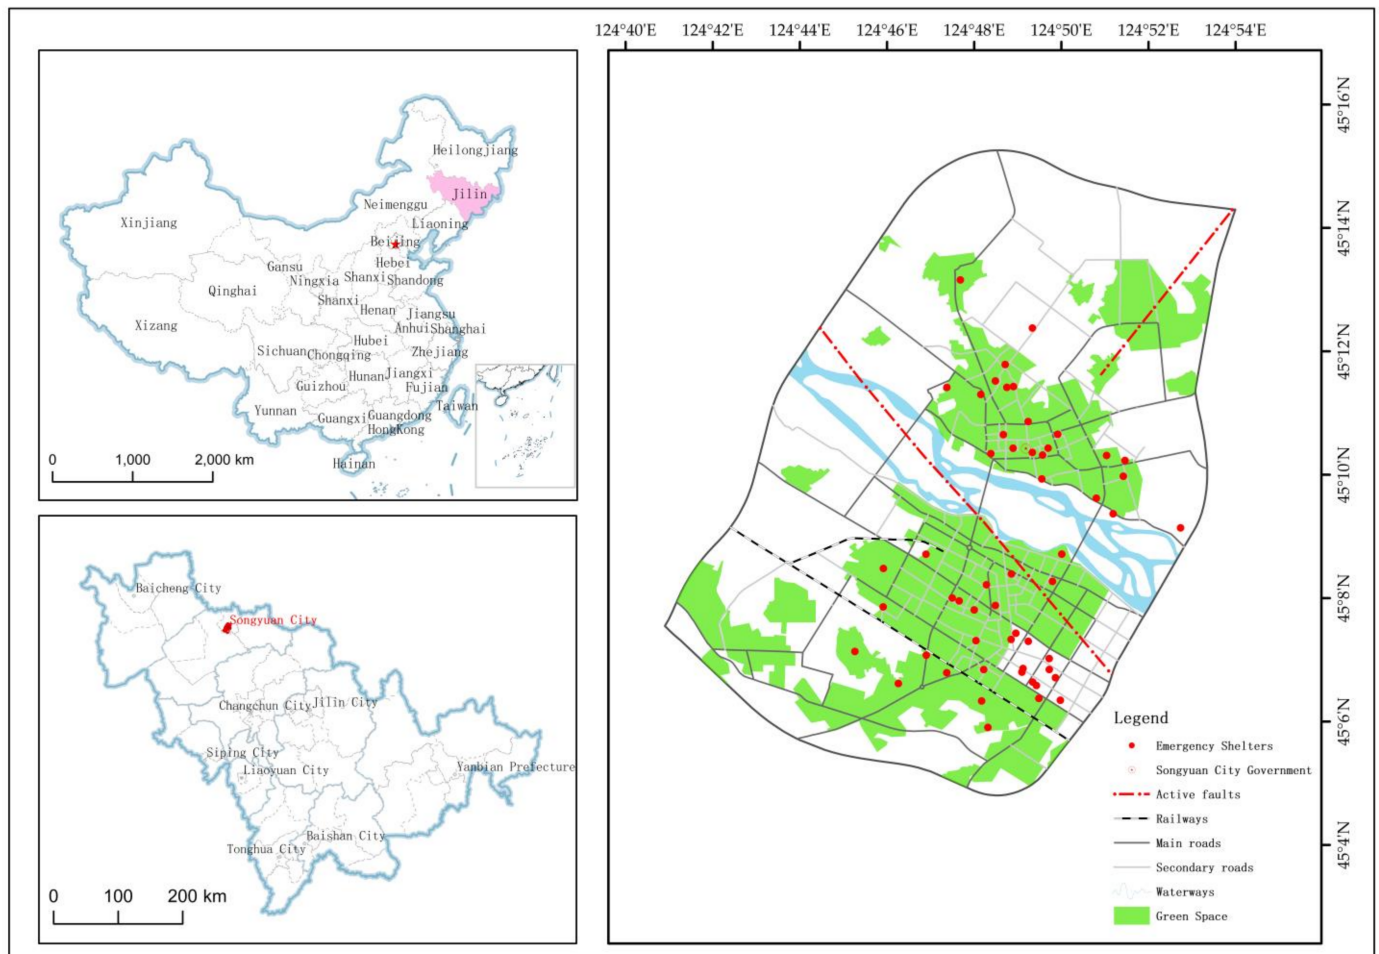 Heilongjiang
Jilin
Neimenggu
Liaoning
Xinjiang
Beijing
Hebei
Gansu
Ningxia
Shanxi
Shandong
Qinghai
Shanxi
Henan
Jiangsu
Xizang
Anhui
Shanghai
Hubei
Sichuan
Chongqing
Zhejiang
Hunan
Jiangxi
Guizhou
Fujian
Yunnan
Guangxi
Guangdong
Taiwan
HongKong
Hainan
0 1,000 2,000 km
Baicheng City
Songyuan City
Changchun City
Jilin City
Siping City
Liaoyuan City
Yanbian Prefecture
Baishan City
Tonghua City
0 100 200 km
124°40'E 124°42'E 124°44'E 124°46'E 124°48'E 124°50'E 124°52'E 124°54'E
45°16'N
45°14'N
45°12'N
45°10'N
45°8'N
45°6'N
45°4'N
Legend
Emergency Shelters
Songyuan City Government
Active faults
Railways
Main roads
Secondary roads
Waterways
Green Space